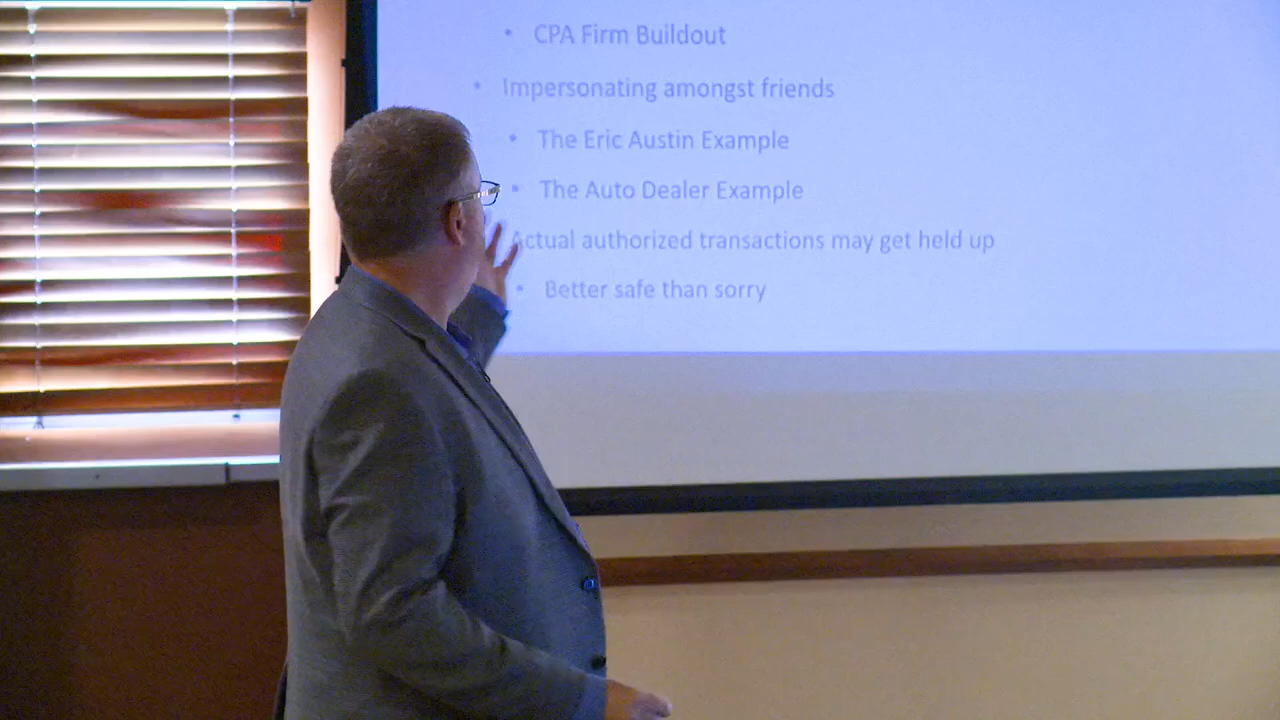 • CPA Firm Buildout
• Impersonating amongst friends
• The Eric Austin Example
• The Auto Dealer Example
Actual authorized transactions may get held up
• Better safe than sorry